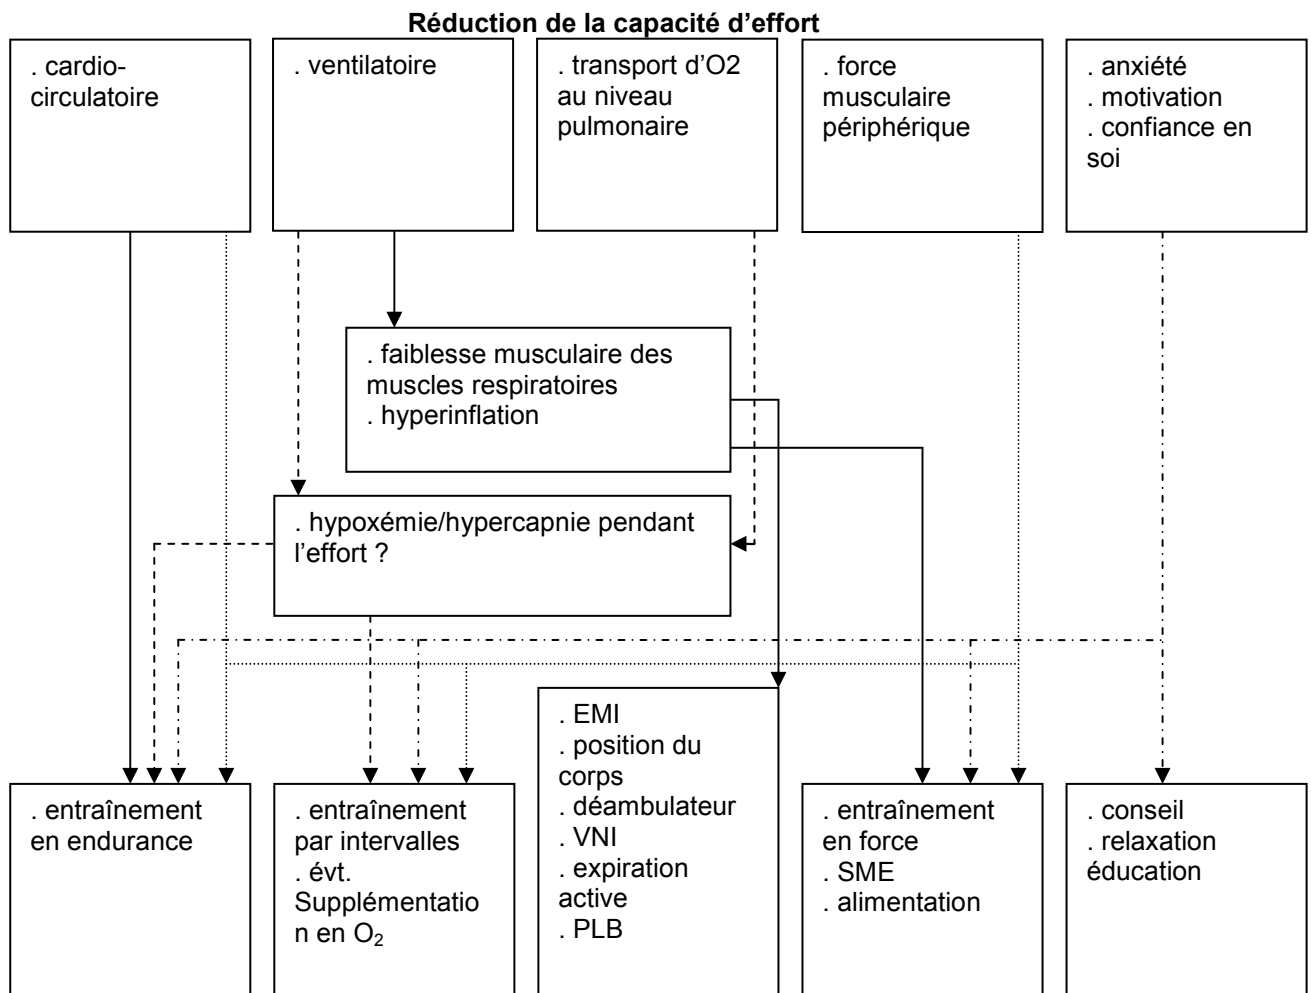 Réduction de la capacité d’effort
. cardio-
circulatoire
. ventilatoire
. transport d’O2
au niveau
pulmonaire
. force
musculaire
périphérique
. anxiété
. motivation
. confiance en
soi
. faiblesse musculaire des
muscles respiratoires
. hyperinflation
. hypoxémie/hypercapnie pendant
l’effort ?
. entraînement
en endurance
. entraînement
par intervalles
. évt.
Supplémentatio
n en O₂
. EMI
. position du
corps
. déambulateur
. VNI
. expiration
active
. PLB
. entraînement
en force
. SME
. alimentation
. conseil
. relaxation
éducation